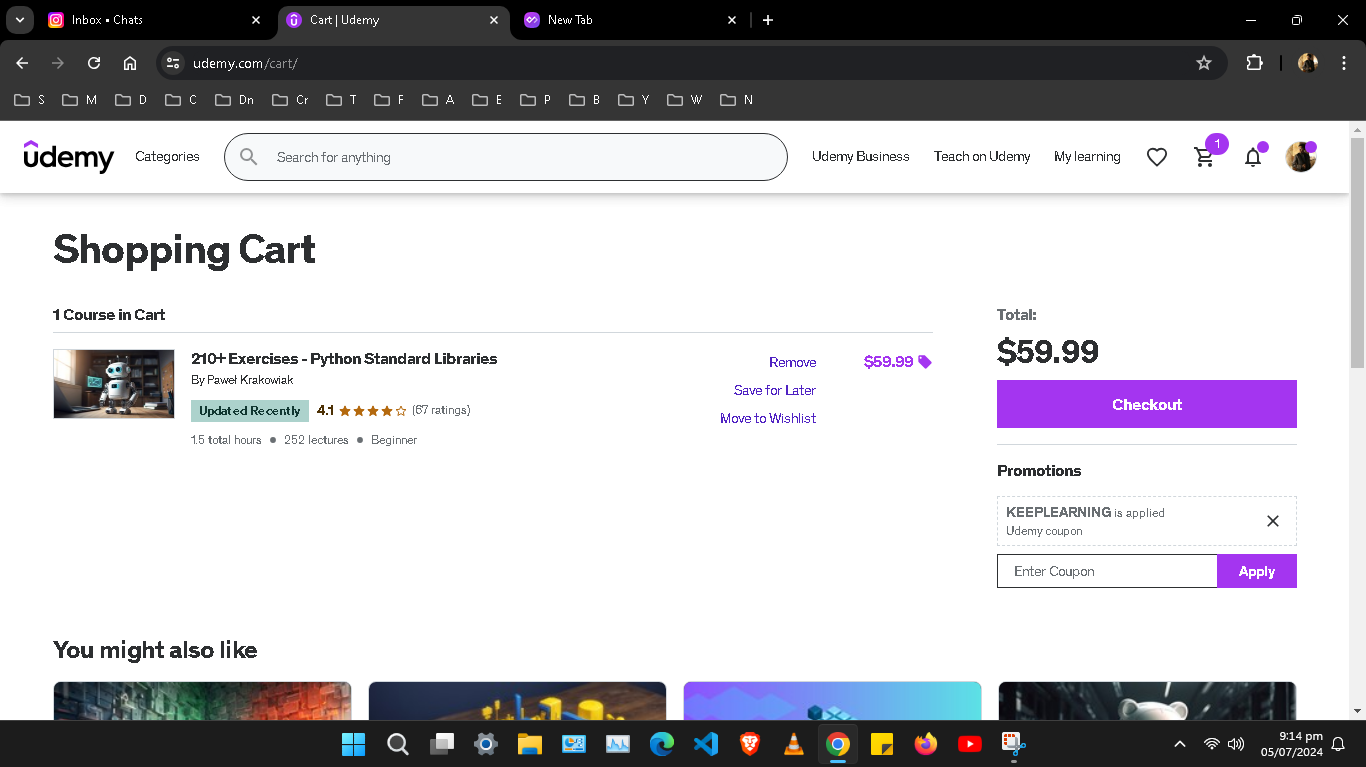 Inbox • Chats
Cart | Udemy
New Tab
udemy.com/cart/
S M D C Dn Cr T F A E P B Y W N
udemy Categories Search for anything Udemy Business Teach on Udemy My learning 1
Shopping Cart
1 Course in Cart
210+ Exercises - Python Standard Libraries
By Paweł Krakowiak
Updated Recently 4.1 (67 ratings)
1.5 total hours • 252 lectures • Beginner
Remove
Save for Later
Move to Wishlist
$59.99
Total:
$59.99
Checkout
Promotions
KEEPLEARNING is applied
Udemy coupon
Enter Coupon Apply
You might also like
9:14 pm
05/07/2024